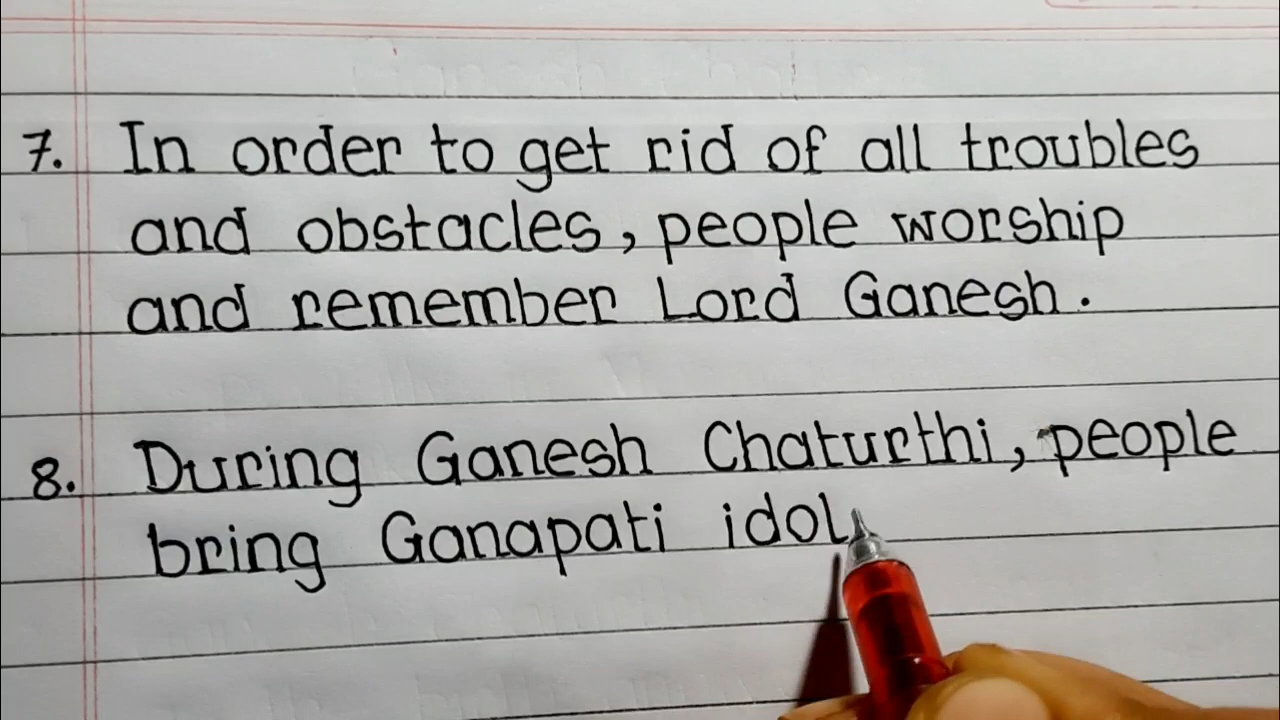 7. In order to get rid of all troubles
and obstacles, people worship
and remember Lord Ganesh.
8. During Ganesh Chaturthi, people
bring Ganapati idol